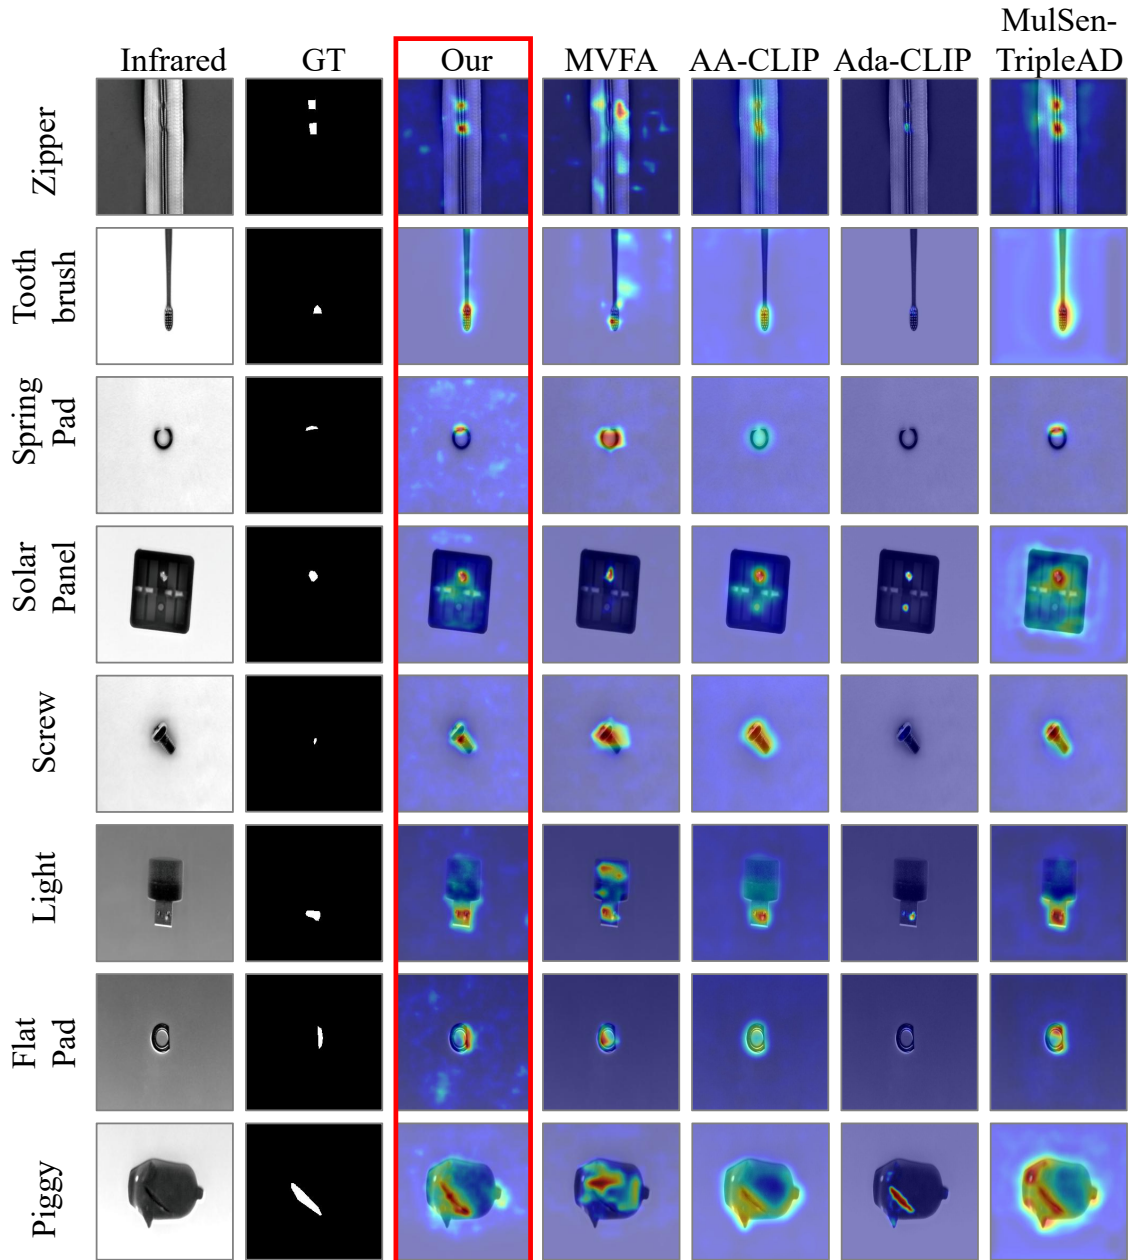 MulSen-
Infrared GT Our MVFA AA-CLIP Ada-CLIP TripleAD
Zipper
Tooth
brush
Spring
Pad
Solar
Panel
Screw
Light
Flat
Pad
Piggy